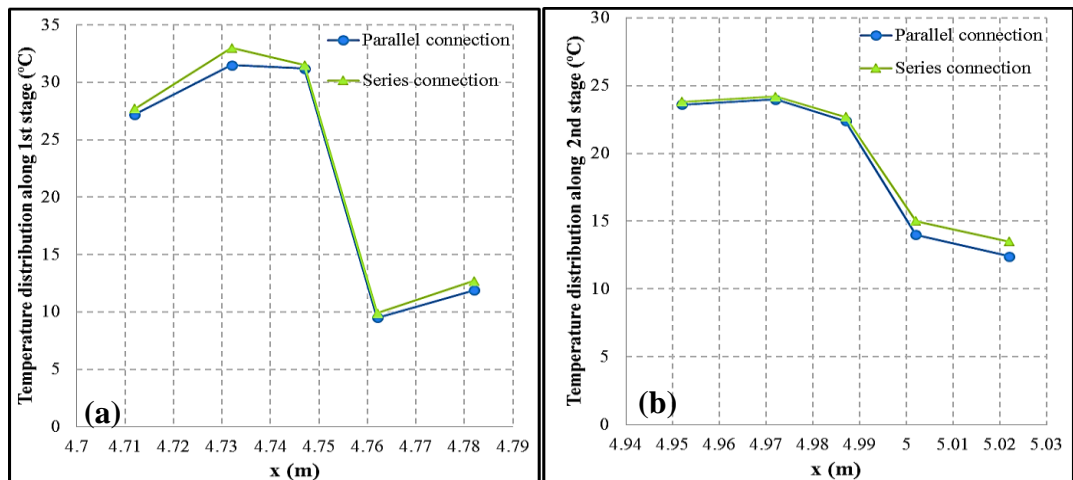 Temperature distribution along 1st stage (ºC)
35
30
25
20
15
10
5
0
Parallel connection
Series connection
(a)
4.7 4.71 4.72 4.73 4.74 4.75 4.76 4.77 4.78 4.79
x (m)
Temperature distribution along 2nd stage (ºC)
30
25
20
15
10
5
0
Parallel connection
Series connection
(b)
4.94 4.95 4.96 4.97 4.98 4.99 5 5.01 5.02 5.03
x (m)